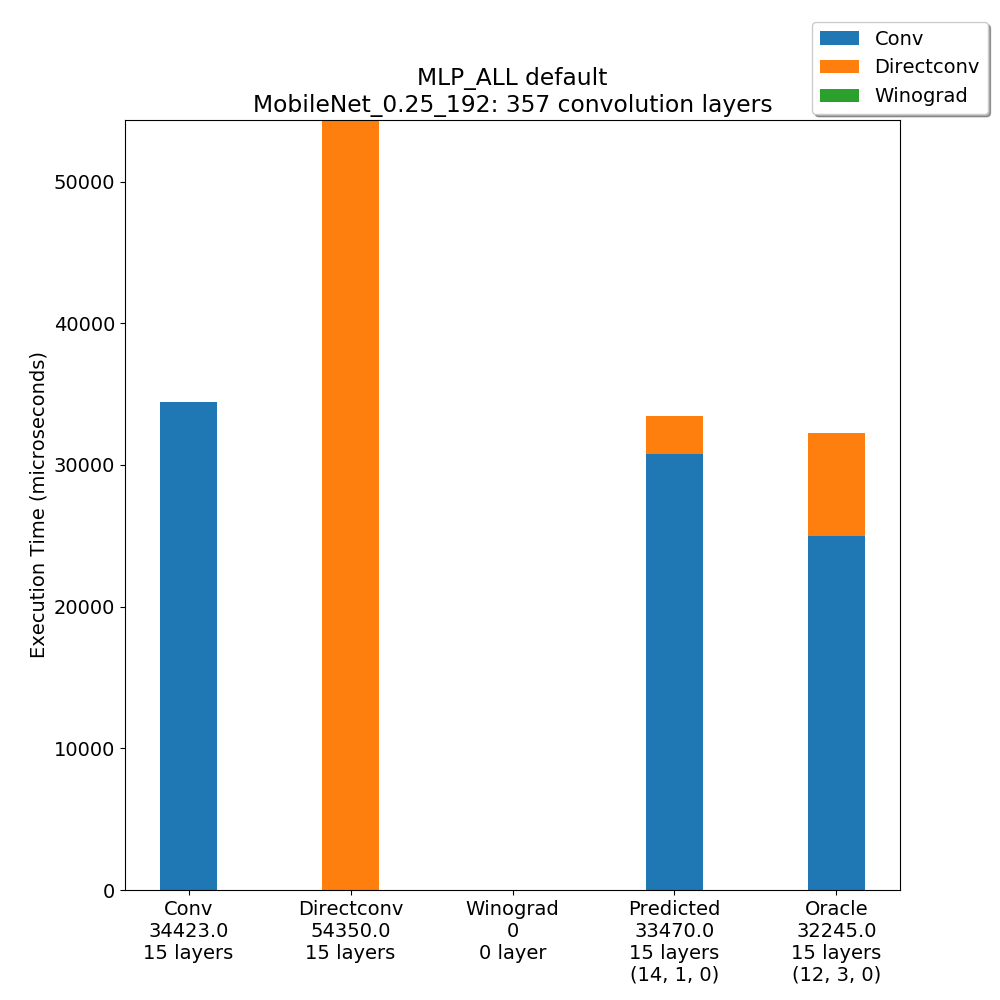 Conv
Directconv
Winograd
MLP_ALL default
MobileNet_0.25_192: 357 convolution layers
Execution Time (microseconds)
50000
40000
30000
20000
10000
0
Conv
34423.0
15 layers
Directconv
54350.0
15 layers
Winograd
0
0 layer
Predicted
33470.0
15 layers
(14, 1, 0)
Oracle
32245.0
15 layers
(12, 3, 0)